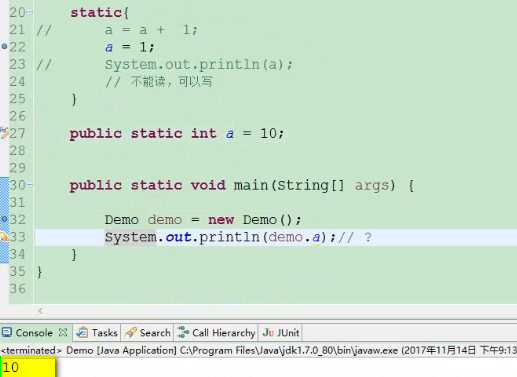 20 static{
21 // a = a + 1;
22 a = 1;
23 // System.out.println(a);
24 // 不能读，可以写
25 }
26
27 public static int a = 10;
28
29
30 public static void main(String[] args) {
31
32 Demo demo = new Demo();
33 System.out.println(demo.a);// ?
34 }
35 }
36
Console Tasks Search Call Hierarchy JUnit
<terminated> Demo [Java Application] C:\Program Files\Java\jdk1.7.0_80\bin\javaw.exe (2017年11月14日 下午9:13
10